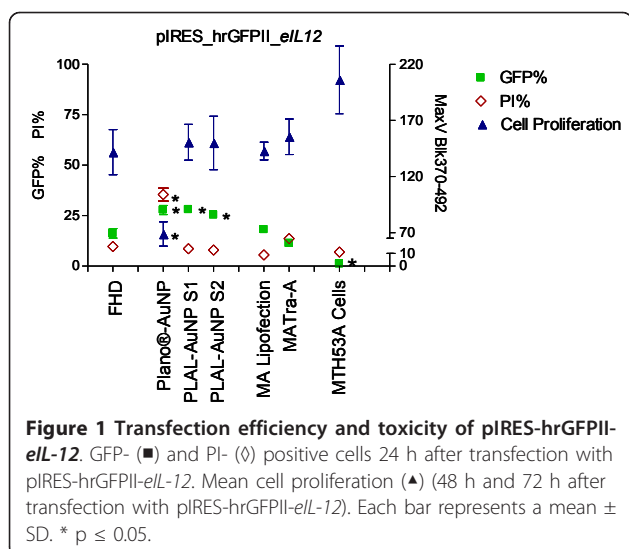 pIRES_hrGFPII_eIL12
100
75
50
25
0
GFP% PI%
220
170
120
70
10
0
MaxV Blk370-492
GFP%
PI%
Cell Proliferation
*
*
*
*
*
*
FHD
Plano®-AuNP
PLAL-AuNP S1
PLAL-AuNP S2
MA Lipofection
MATra-A
MTH53A Cells
Figure 1 Transfection efficiency and toxicity of pIRES-hrGFPII-
eIL-12. GFP- (■) and PI- (◊) positive cells 24 h after transfection with
pIRES-hrGFPII-eIL-12. Mean cell proliferation (▲) (48 h and 72 h after
transfection with pIRES-hrGFPII-eIL-12). Each bar represents a mean ±
SD. * p ≤ 0.05.